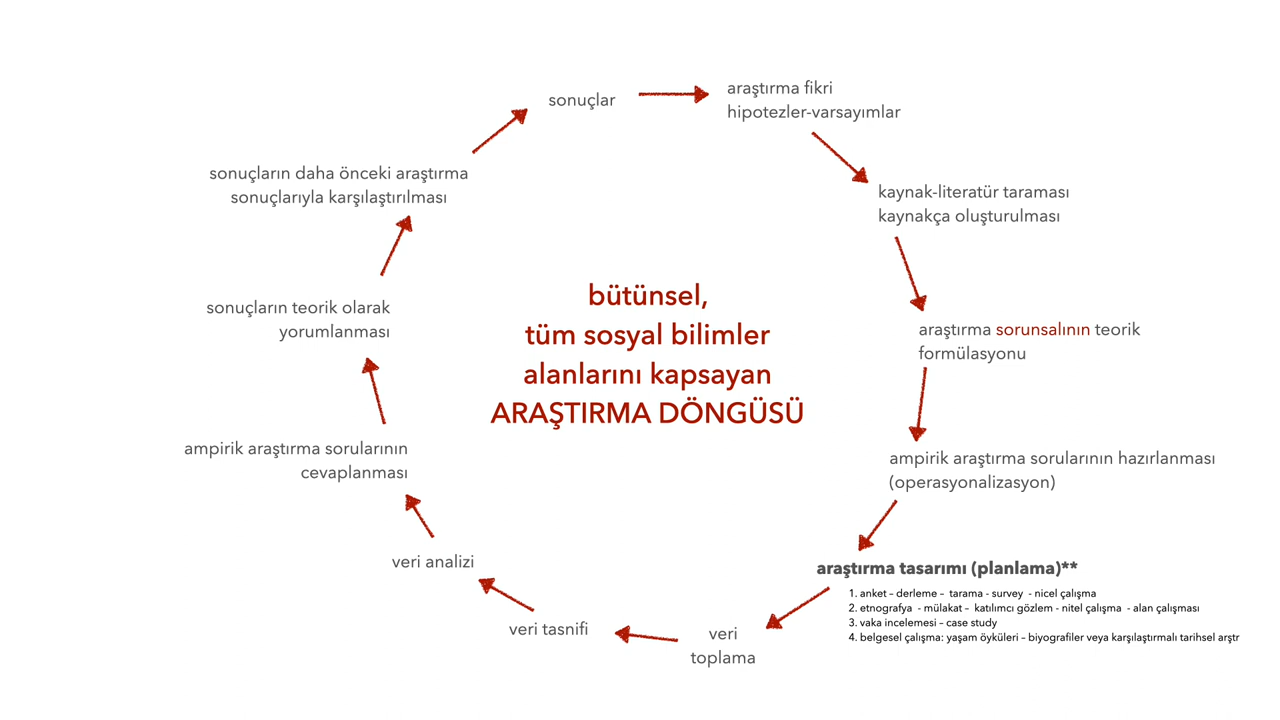 sonuçlar
araştırma fikri
hipotezler-varsayımlar
kaynak-literatür taraması
kaynakça oluşturulması
araştırma sorunsalının teorik
formülasyonu
ampirik araştırma sorularının hazırlanması
(operasyonalizasyon)
araştırma tasarımı (planlama)**
1. anket – derleme – tarama - survey - nicel çalışma
2. etnografya - mülakat – katılımcı gözlem - nitel çalışma - alan çalışması
3. vaka incelemesi – case study
4. belgesel çalışma: yaşam öyküleri – biyografiler veya karşılaştırmalı tarihsel arştr
veri
toplama
veri tasnifi
veri analizi
ampirik araştırma sorularının
cevaplanması
sonuçların teorik olarak
yorumlanması
sonuçların daha önceki araştırma
sonuçlarıyla karşılaştırılması
bütünsel,
tüm sosyal bilimler
alanlarını kapsayan
ARAŞTIRMA DÖNGÜSÜ